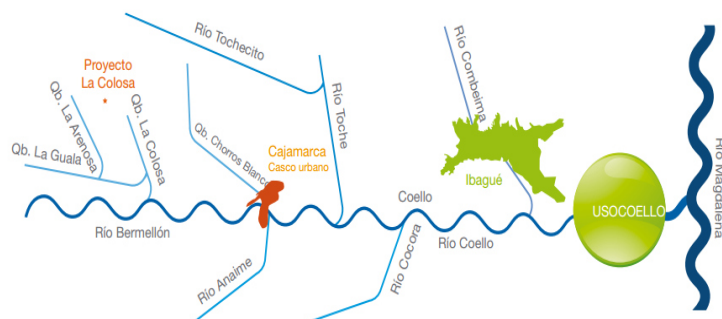 Río Tochecito
Proyecto
La Colosa
Qb. La Arenosa
Qb. La Colosa
Qb. La Guala
Qb. Chorros Blanco
Cajamarca
Casco urbano
Río Toche
Río Combeima
Ibagué
Río Bermellón
Río Anaime
Coello
Río Cocora
Río Coello
USOCOELLO
Río Magdalena